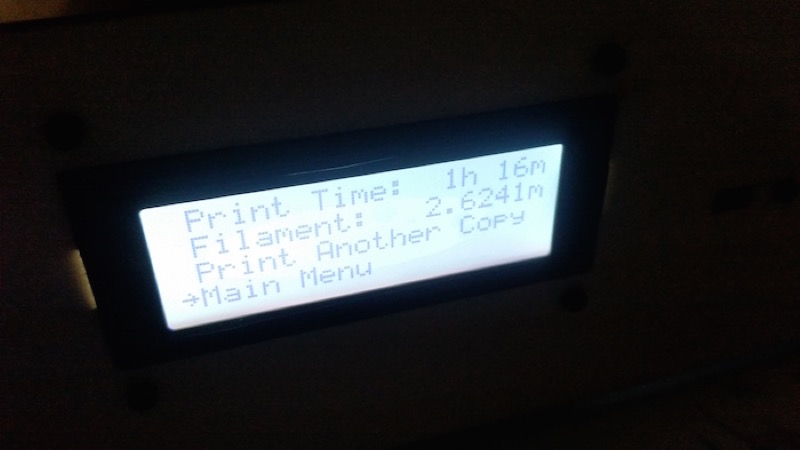 Print Time: 1h 16m
Filament: 2.6241m
Print Another Copy
→Main Menu